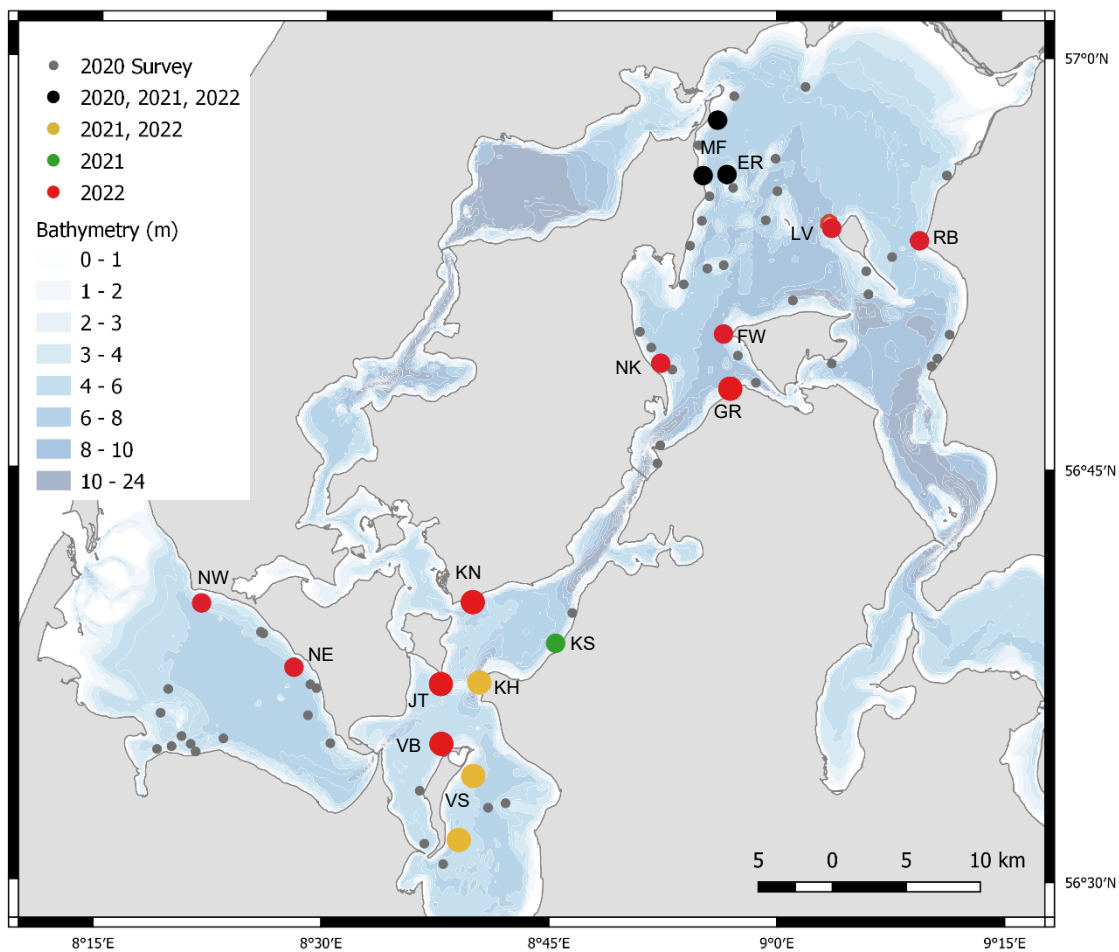 2020 Survey
2020, 2021, 2022
2021, 2022
2021
2022
Bathymetry (m)
0 - 1
1 - 2
2 - 3
3 - 4
4 - 6
6 - 8
8 - 10
10 - 24
57°0′N
MF
ER
LV
RB
FW
NK
GR
56°45′N
NW
KN
KS
NE
JT
KH
VB
VS
5 0 5 10 km
56°30′N
8°15′E 8°30′E 8°45′E 9°0′E 9°15′E